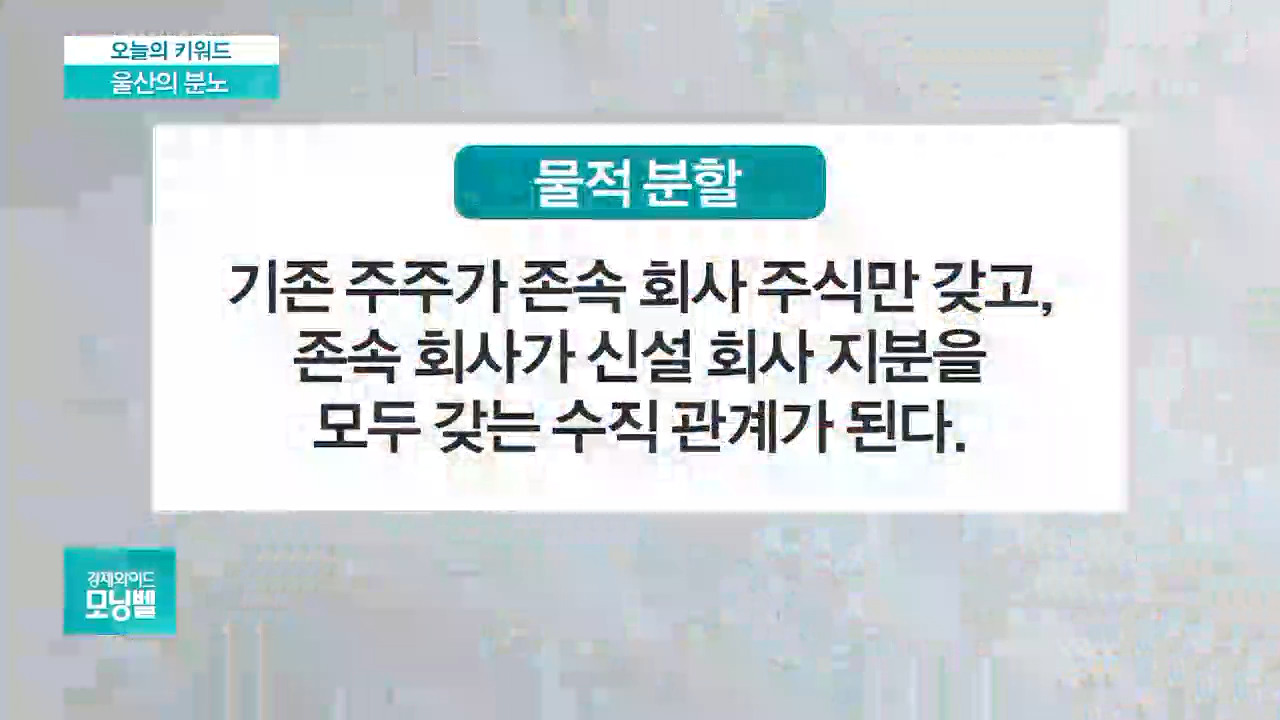 오늘의 키워드
울산의 분노
물적 분할
기존 주주가 존속 회사 주식만 갖고,
존속 회사가 신설 회사 지분을
모두 갖는 수직 관계가 된다.
경제와이드
모닝벨